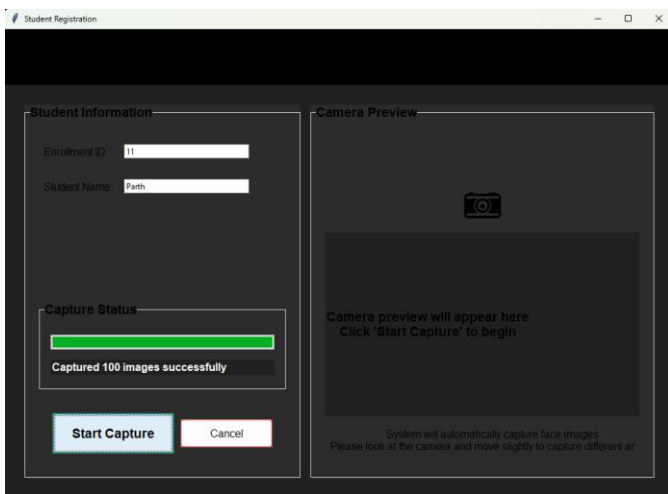 Student Registration
Student Information
Enrollment ID:
11
Student Name:
Parth
Capture Status
Captured 100 images successfully
Start Capture
Cancel
Camera Preview
Camera preview will appear here
Click 'Start Capture' to begin
System will automatically capture face images
Please look at the camera and move slightly to capture different ar